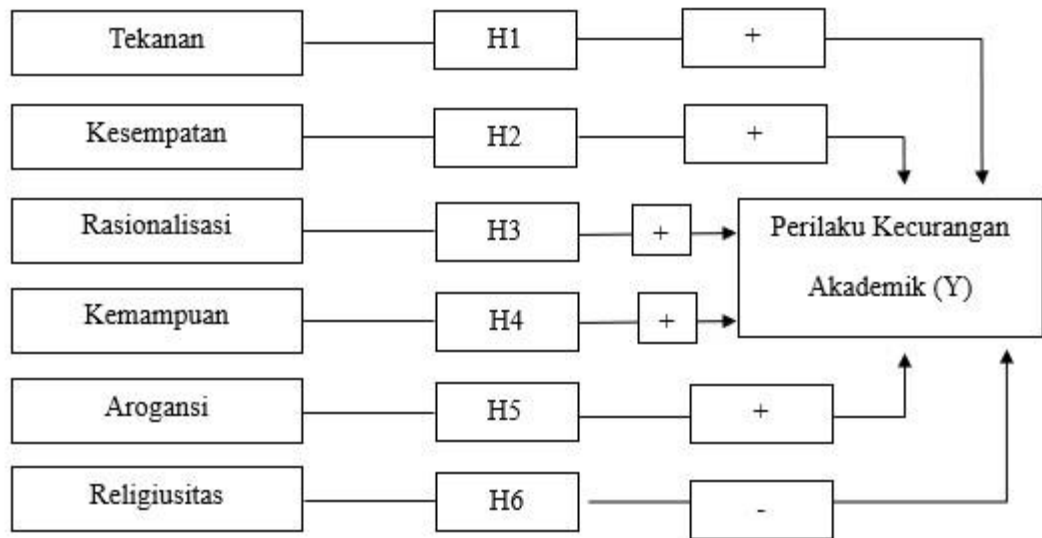 Tekanan
H1
+
Kesempatan
H2
+
Rasionalisasi
H3
+
Perilaku Kecurangan
Akademik (Y)
Kemampuan
H4
+
Arogansi
H5
+
Religiusitas
H6
-